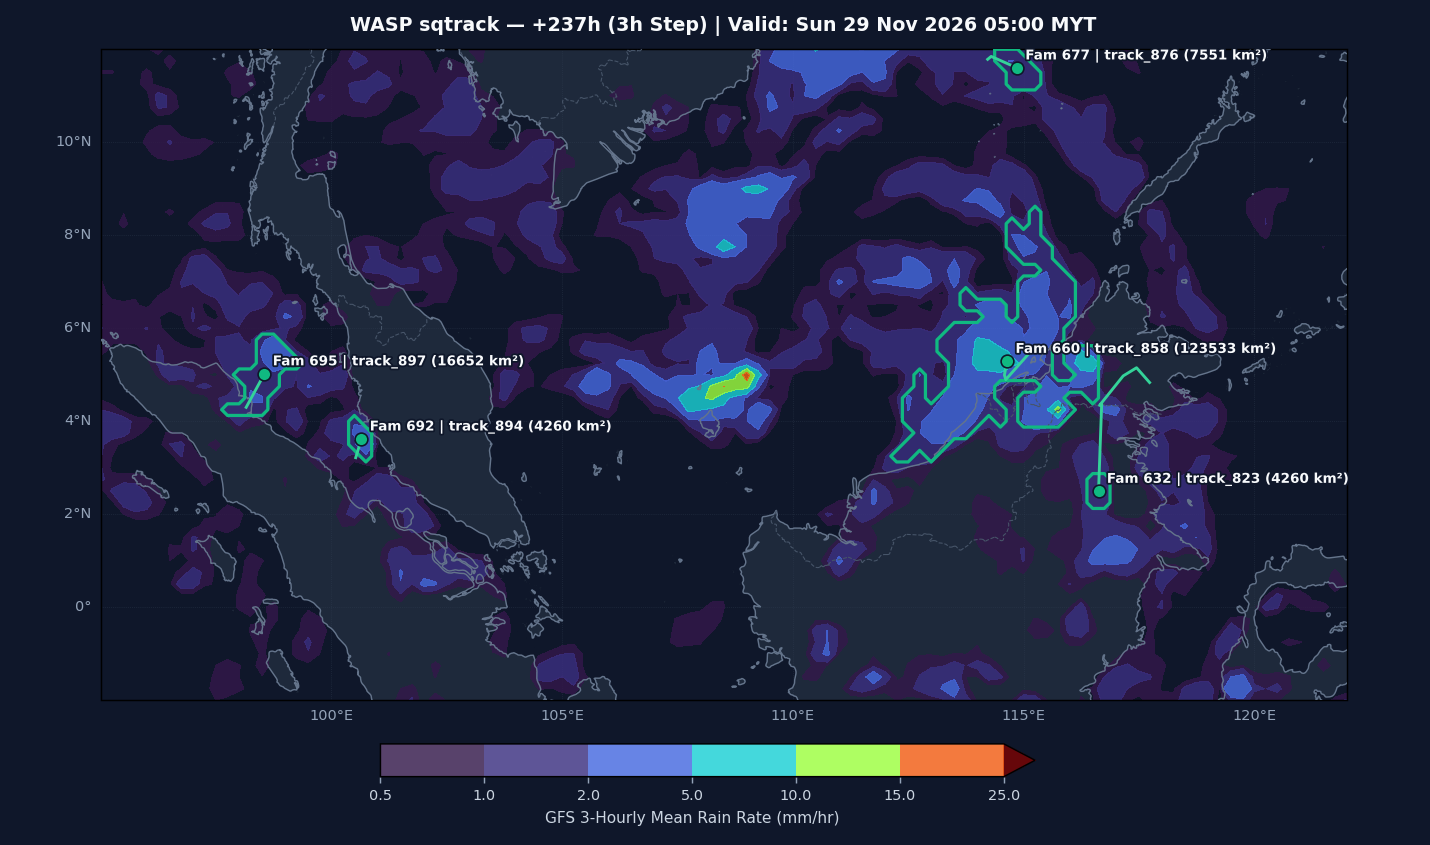 WASP sqtrack — +237h (3h Step) | Valid: Sun 29 Nov 2026 05:00 MYT
Fam 677 | track_876 (7551 km²)
10°N
8°N
6°N
Fam 660 | track_858 (123533 km²)
Fam 695 | track_897 (16652 km²)
4°N
Fam 692 | track_894 (4260 km²)
Fam 632 | track_823 (4260 km²)
2°N
0°
100°E 105°E 110°E 115°E 120°E
0.5 1.0 2.0 5.0 10.0 15.0 25.0
GFS 3-Hourly Mean Rain Rate (mm/hr)